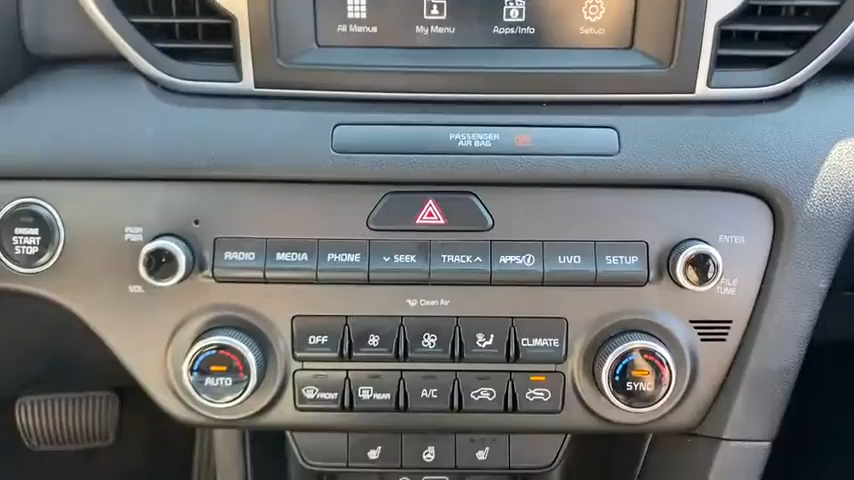 All Menus My Menu Apps/Info Setup
PASSENGER
AIR BAG OFF
ENGINE
START
STOP
PUSH
PWR
VOL
RADIO MEDIA PHONE SEEK TRACK APPS/i UVO SETUP
ENTER
FILE
TUNE
Clean Air
OFF CLIMATE
AUTO
FRONT REAR A/C
SYNC